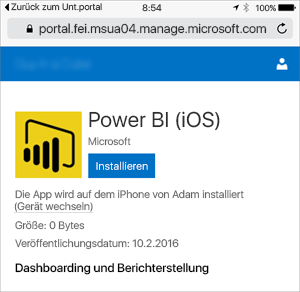 Zurück zum Unt.portal 8:54 100%
portal.fei.msua04.manage.microsoft.com
Power BI (iOS)
Microsoft
Installieren
Die App wird auf dem iPhone von Adam installiert
(Gerät wechseln)
Größe: 0 Bytes
Veröffentlichungsdatum: 10.2.2016
Dashboarding und Berichterstellung